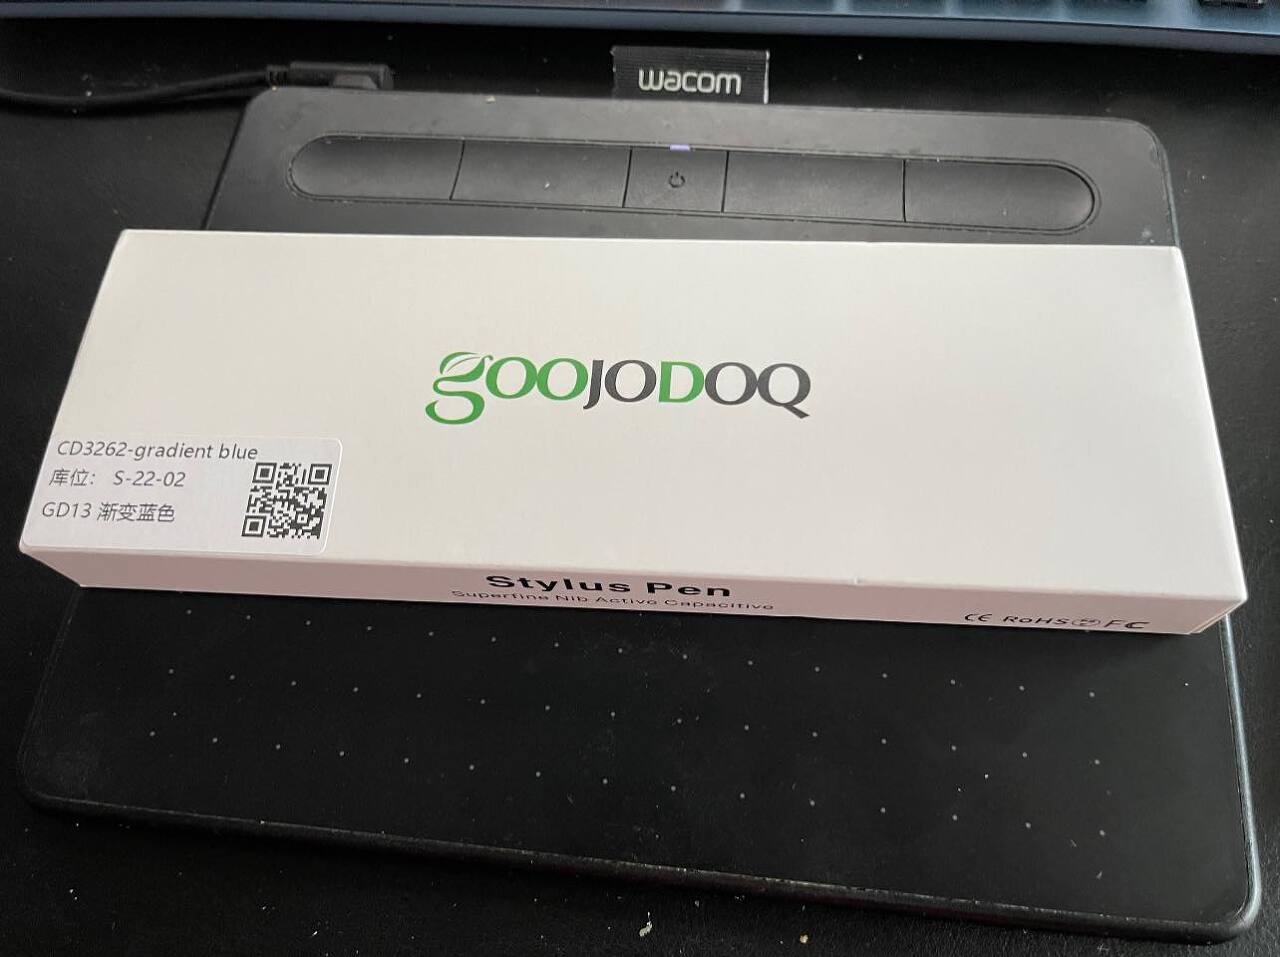 wacom
gOOJODOQ
CD3262-gradient blue
库位: S-22-02
GD13 渐变蓝色
Stylus Pen
Superfine Nib Active Capacitive
CE RoHS FC